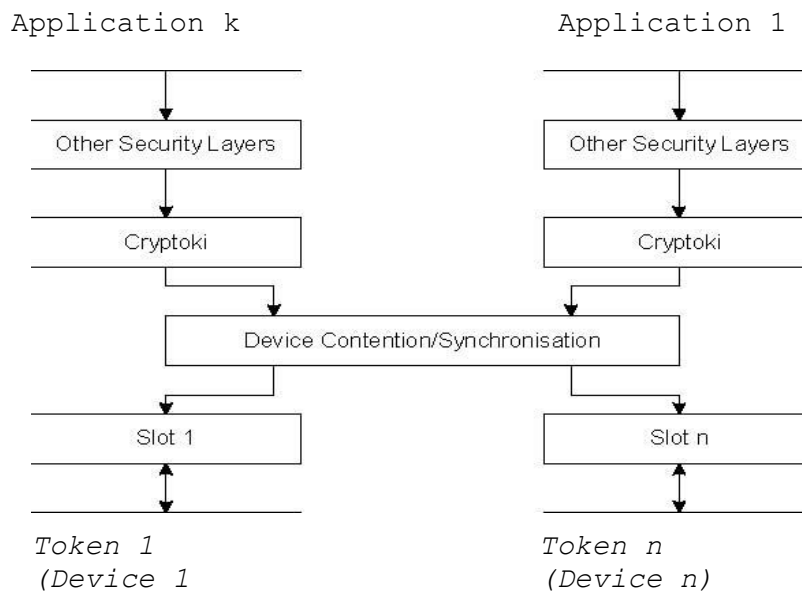 Application k Application 1
Other Security Layers Other Security Layers
Cryptoki Cryptoki
Device Contention/Synchronisation
Slot 1 Slot n
Token 1 Token n
(Device 1 (Device n)